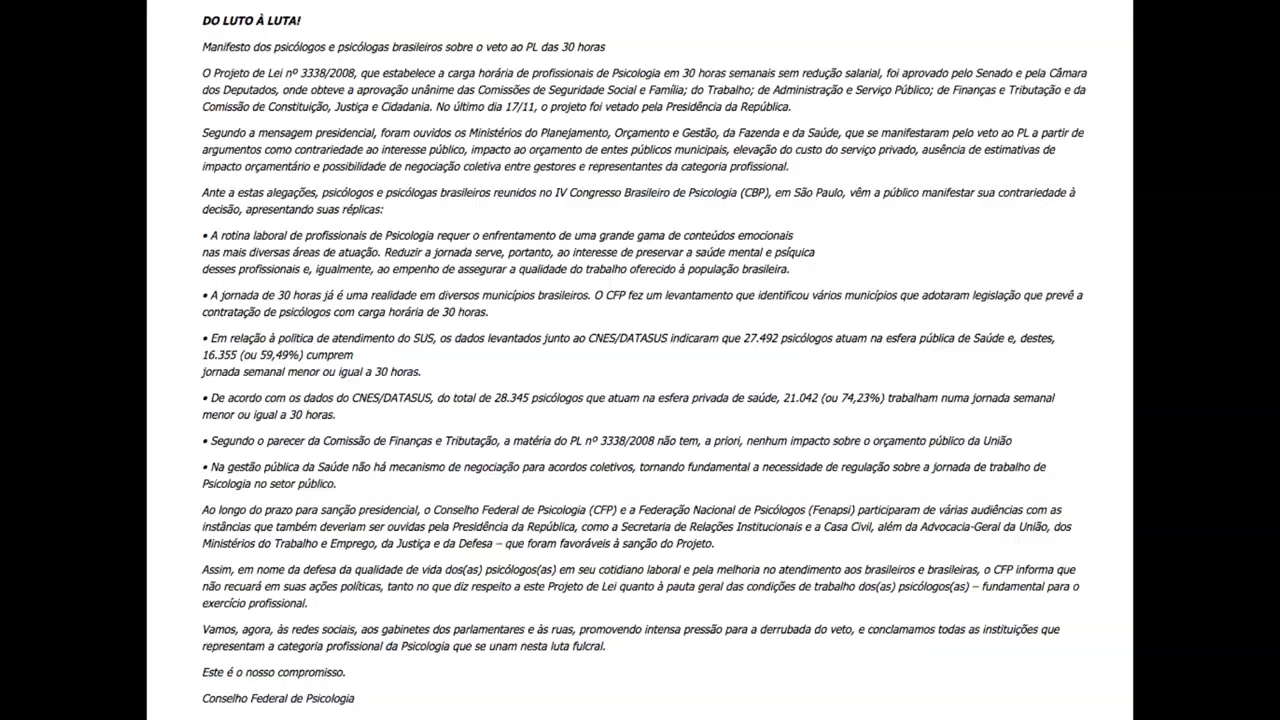 DO LUTO À LUTA!
Manifesto dos psicólogos e psicólogas brasileiros sobre o veto ao PL das 30 horas
O Projeto de Lei nº 3338/2008, que estabelece a carga horária de profissionais de Psicologia em 30 horas semanais sem redução salarial, foi aprovado pelo Senado e pela Câmara
dos Deputados, onde obteve a aprovação unânime das Comissões de Seguridade Social e Família; do Trabalho; de Administração e Serviço Público; de Finanças e Tributação e da
Comissão de Constituição, Justiça e Cidadania. No último dia 17/11, o projeto foi vetado pela Presidência da República.
Segundo a mensagem presidencial, foram ouvidos os Ministérios do Planejamento, Orçamento e Gestão, da Fazenda e da Saúde, que se manifestaram pelo veto ao PL a partir de
argumentos como contrariedade ao interesse público, impacto ao orçamento de entes públicos municipais, elevação do custo do serviço privado, ausência de estimativas de
impacto orçamentário e possibilidade de negociação coletiva entre gestores e representantes da categoria profissional.
Ante a estas alegações, psicólogos e psicólogas brasileiros reunidos no IV Congresso Brasileiro de Psicologia (CBP), em São Paulo, vêm a público manifestar sua contrariedade à
decisão, apresentando suas réplicas:
• A rotina laboral de profissionais de Psicologia requer o enfrentamento de uma grande gama de conteúdos emocionais
nas mais diversas áreas de atuação. Reduzir a jornada serve, portanto, ao interesse de preservar a saúde mental e psíquica
desses profissionais e, igualmente, ao empenho de assegurar a qualidade do trabalho oferecido à população brasileira.
• A jornada de 30 horas já é uma realidade em diversos municípios brasileiros. O CFP fez um levantamento que identificou vários municípios que adotaram legislação que prevê a
contratação de psicólogos com carga horária de 30 horas.
• Em relação à política de atendimento do SUS, os dados levantados junto ao CNES/DATASUS indicaram que 27.492 psicólogos atuam na esfera pública de Saúde e, destes,
16.355 (ou 59,49%) cumprem
jornada semanal menor ou igual a 30 horas.
• De acordo com os dados do CNES/DATASUS, do total de 28.345 psicólogos que atuam na esfera privada de saúde, 21.042 (ou 74,23%) trabalham numa jornada semanal
menor ou igual a 30 horas.
• Segundo o parecer da Comissão de Finanças e Tributação, a matéria do PL nº 3338/2008 não tem, a priori, nenhum impacto sobre o orçamento público da União
• Na gestão pública da Saúde não há mecanismo de negociação para acordos coletivos, tornando fundamental a necessidade de regulação sobre a jornada de trabalho de
Psicologia no setor público.
Ao longo do prazo para sanção presidencial, o Conselho Federal de Psicologia (CFP) e a Federação Nacional de Psicólogos (Fenapsi) participaram de várias audiências com as
instâncias que também deveriam ser ouvidas pela Presidência da República, como a Secretaria de Relações Institucionais e a Casa Civil, além da Advocacia-Geral da União, dos
Ministérios do Trabalho e Emprego, da Justiça e da Defesa – que foram favoráveis à sanção do Projeto.
Assim, em nome da defesa da qualidade de vida dos(as) psicólogos(as) em seu cotidiano laboral e pela melhoria no atendimento aos brasileiros e brasileiras, o CFP informa que
não recuará em suas ações políticas, tanto no que diz respeito a este Projeto de Lei quanto à pauta geral das condições de trabalho dos(as) psicólogos(as) – fundamental para o
exercício profissional.
Vamos, agora, às redes sociais, aos gabinetes dos parlamentares e às ruas, promovendo intensa pressão para a derrubada do veto, e conclamamos todas as instituições que
representam a categoria profissional da Psicologia que se unam nesta luta fulcral.
Este é o nosso compromisso.
Conselho Federal de Psicologia